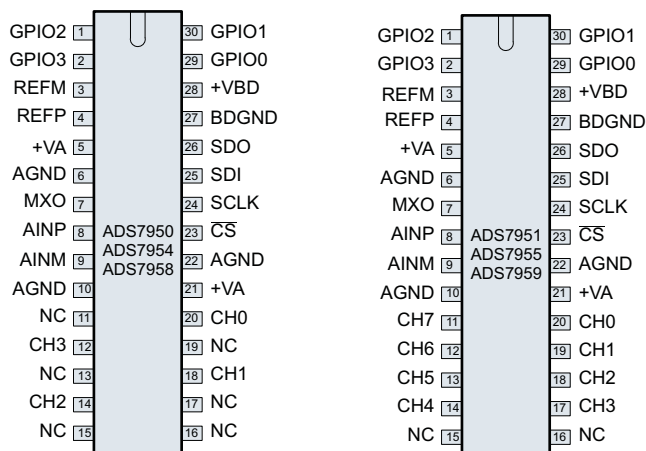 GPIO2 1 30 GPIO1
GPIO3 2 29 GPIO0
REFM 3 28 +VBD
REFP 4 27 BDGND
+VA 5 26 SDO
AGND 6 25 SDI
MXO 7 24 SCLK
AINP 8 ADS7950 23 C̅S̅
ADS7954
AINM 9 ADS7958 22 AGND
AGND 10 21 +VA
NC 11 20 CH0
CH3 12 19 NC
NC 13 18 CH1
CH2 14 17 NC
NC 15 16 NC
GPIO2 1 30 GPIO1
GPIO3 2 29 GPIO0
REFM 3 28 +VBD
REFP 4 27 BDGND
+VA 5 26 SDO
AGND 6 25 SDI
MXO 7 24 SCLK
AINP 8 ADS7951 23 C̅S̅
ADS7955
AINM 9 ADS7959 22 AGND
AGND 10 21 +VA
CH7 11 20 CH0
CH6 12 19 CH1
CH5 13 18 CH2
CH4 14 17 CH3
NC 15 16 NC